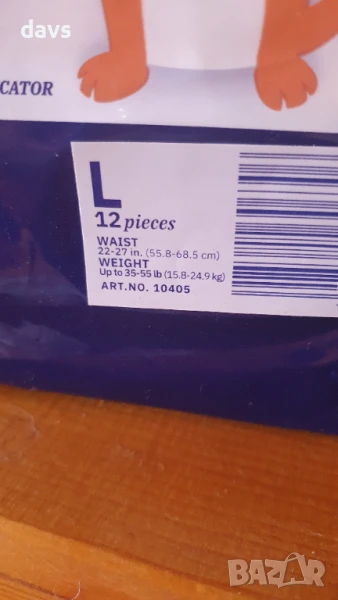 davs
CATOR
L
12 pieces
WAIST
22-27 in. (55.8-68.5 cm)
WEIGHT
Up to 35-55 lb (15.8-24.9 kg)
ART.NO. 10405
BAZAR